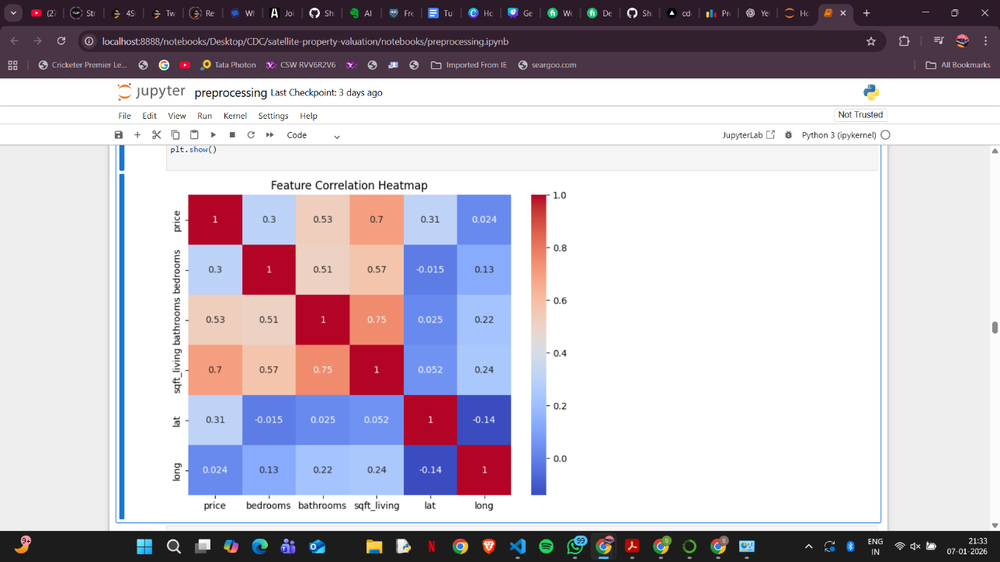 (27
Str
4S
Tw
Re
WI
Joi
Sh
AI
Fre
Tu
Hc
Ge
We
De
Sh
cd
Pr
Ye
Hc
localhost:8888/notebooks/Desktop/CDC/satellite-property-valuation/notebooks/preprocessing.ipynb
Cricketer Premier Le...
Tata Photon
CSW RVV6R2V6
Imported From IE
seargoo.com
All Bookmarks
jupyter preprocessing Last Checkpoint: 3 days ago
File Edit View Run Kernel Settings Help
Not Trusted
Code
JupyterLab
Python 3 (ipykernel)
plt.show()
Feature Correlation Heatmap
price 1 0.3 0.53 0.7 0.31 0.024
bedrooms 0.3 1 0.51 0.57 -0.015 0.13
bathrooms 0.53 0.51 1 0.75 0.025 0.22
sqft_living 0.7 0.57 0.75 1 0.052 0.24
lat 0.31 -0.015 0.025 0.052 1 -0.14
long 0.024 0.13 0.22 0.24 -0.14 1
price bedrooms bathrooms sqft_living lat long
1.0
0.8
0.6
0.4
0.2
0.0
9+
99
ENG
IN
21:33
07-01-2026